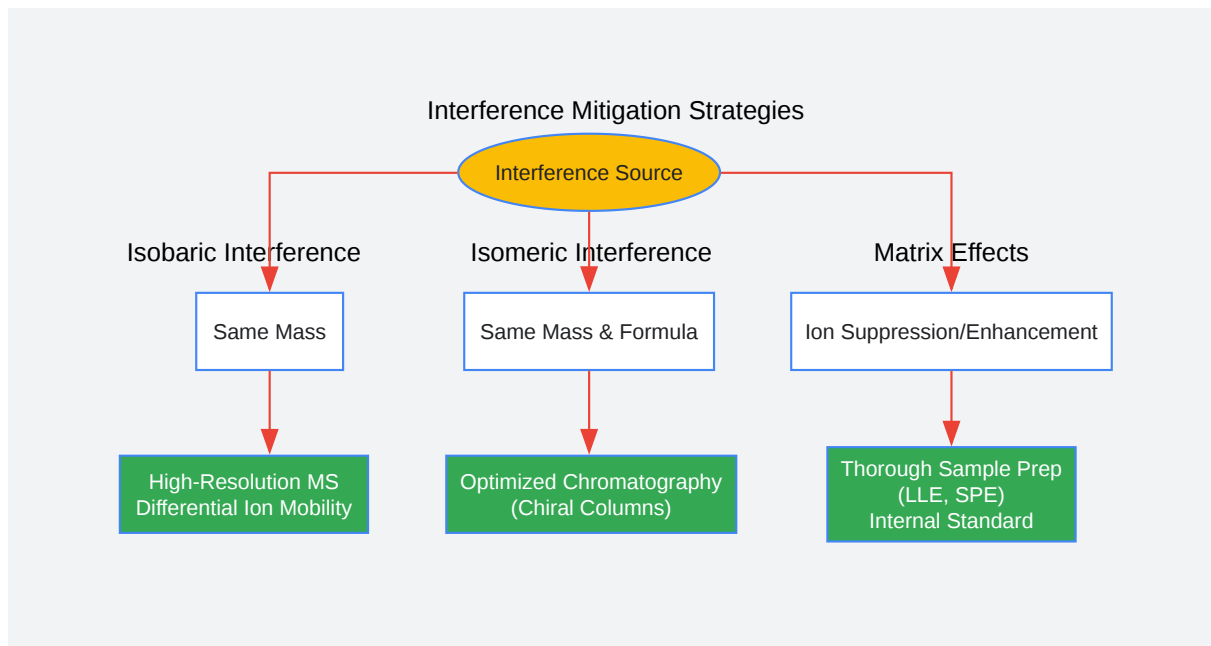 Interference Mitigation Strategies
Interference Source
Isobaric Interference
Isomeric Interference
Matrix Effects
Same Mass
Same Mass & Formula
Ion Suppression/Enhancement
High-Resolution MS
Differential Ion Mobility
Optimized Chromatography
(Chiral Columns)
Thorough Sample Prep
(LLE, SPE)
Internal Standard